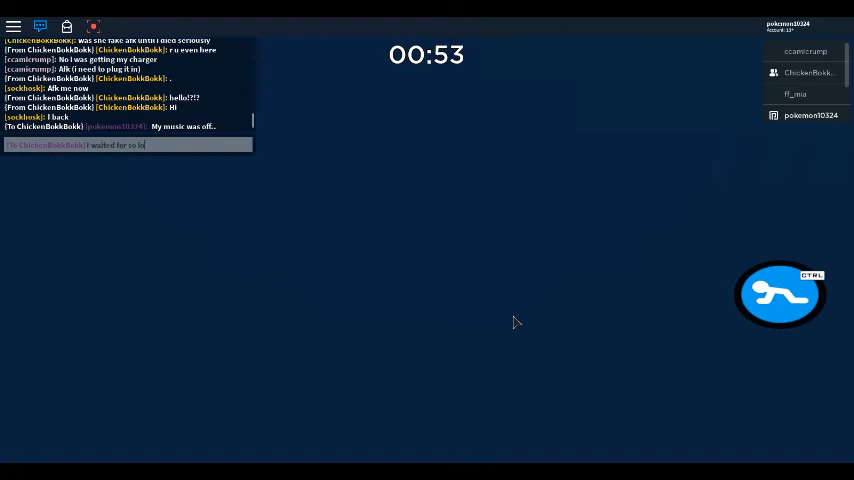 pokemon10324
Account: 13+
00:53
[ChickenBokkBokk]: was she fake afk until i died seriously
{From ChickenBokkBokk} [ChickenBokkBokk]: r u even here
[ccamicrump]: No i was getting my charger
[ccamicrump]: Afk (i need to plug it in)
{From ChickenBokkBokk} [ChickenBokkBokk]: .
[sockhosk]: Afk me now
{From ChickenBokkBokk} [ChickenBokkBokk]: hello!?!?
{From ChickenBokkBokk} [ChickenBokkBokk]: Hi
[sockhosk]: I back
{To ChickenBokkBokk} [pokemon10324]: My music was off..
[To ChickenBokkBokk] I waited for so lo
ccamicrump
ChickenBokk...
ff_mia
pokemon10324
CTRL